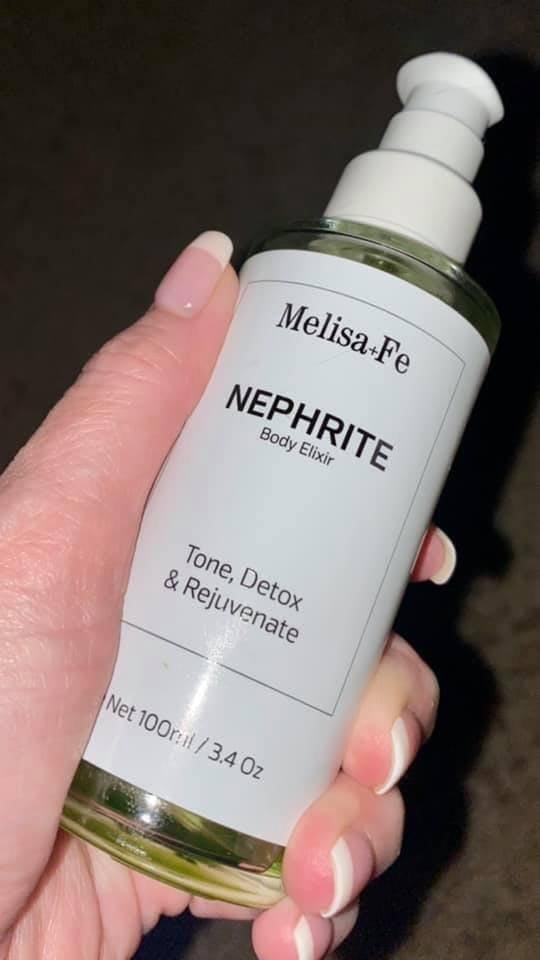 Melisa+Fe
NEPHRITE
Body Elixir
Tone, Detox
& Rejuvenate
Net 100ml / 3.4 Oz